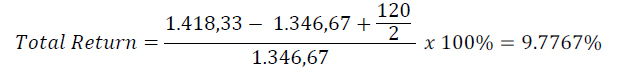 Total Return = (1.418,33 − 1.346,67 + 120/2) / 1.346,67 x 100% = 9.7767%